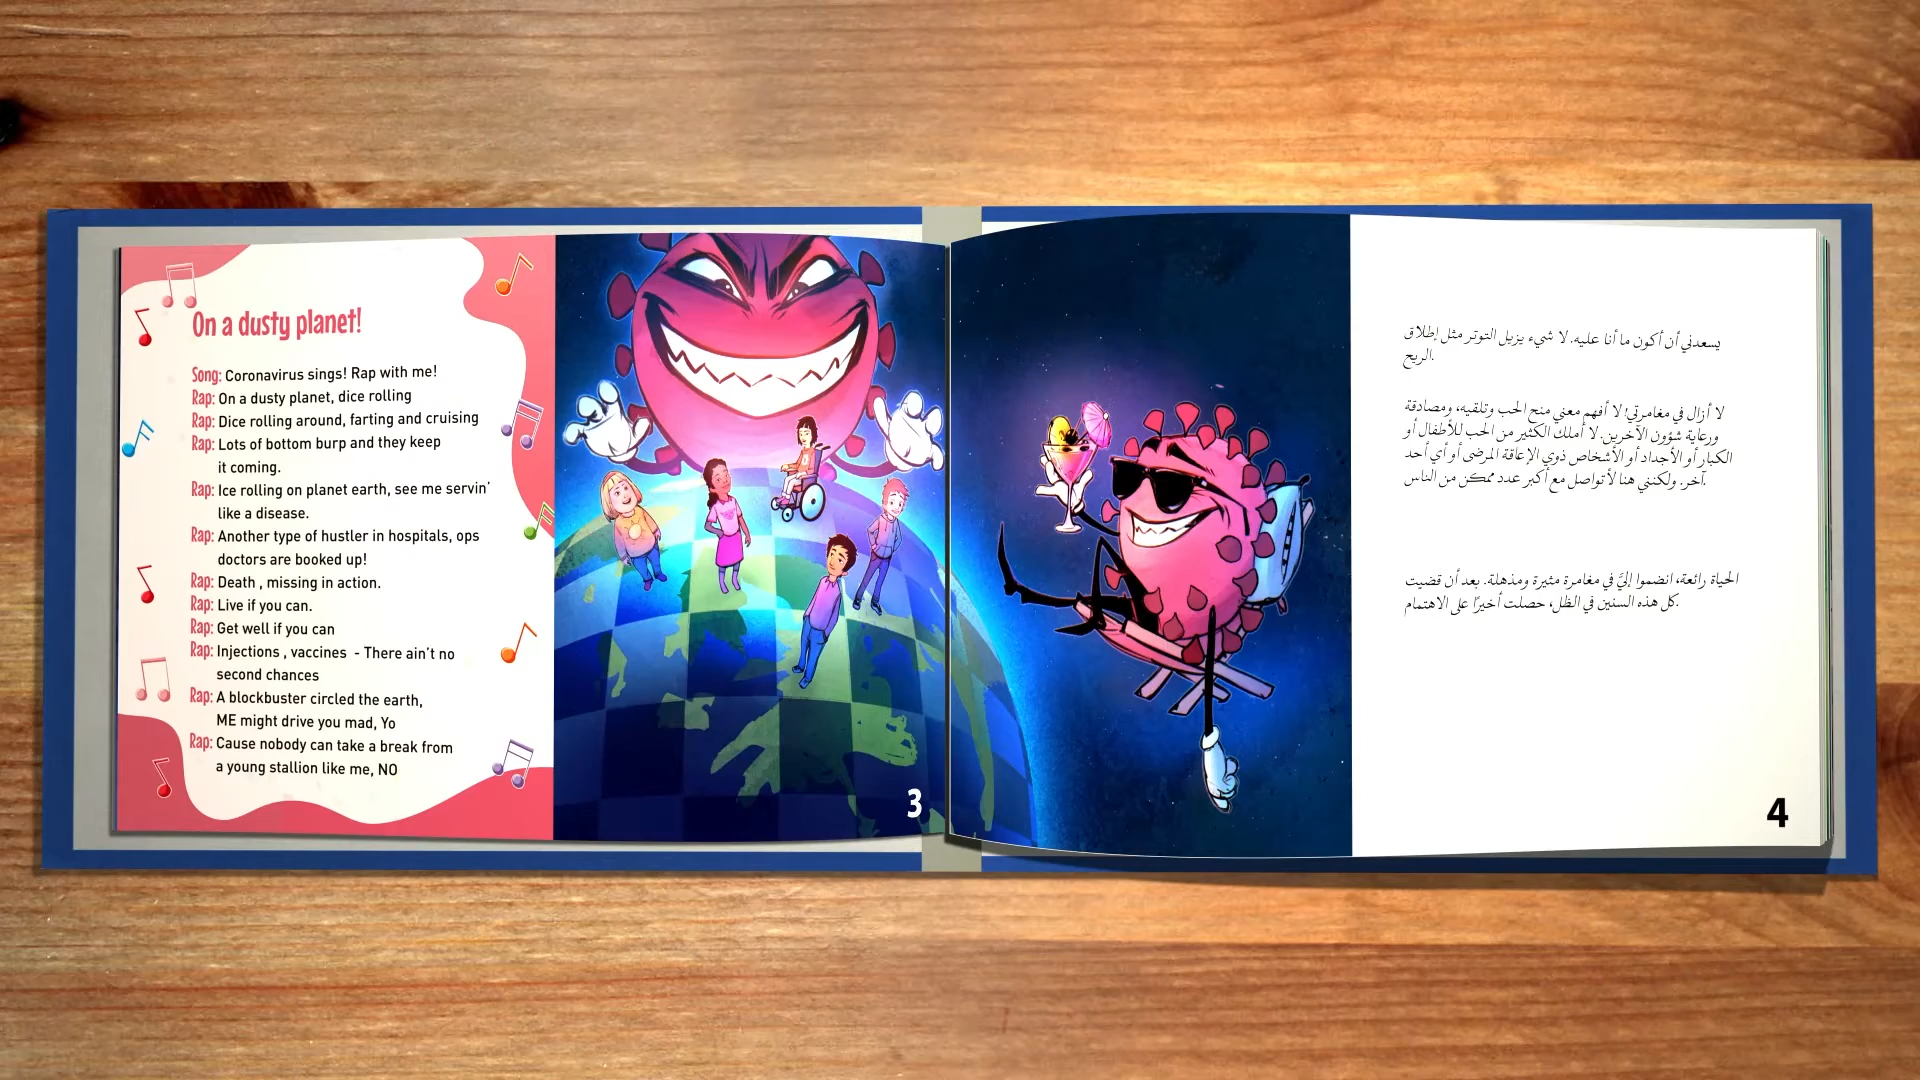 On a dusty planet!
Song: Coronavirus sings! Rap with me!
Rap: On a dusty planet, dice rolling
Rap: Dice rolling around, farting and cruising
Rap: Lots of bottom burp and they keep
it coming.
Rap: Ice rolling on planet earth, see me servin'
like a disease.
Rap: Another type of hustler in hospitals, ops
doctors are booked up!
Rap: Death , missing in action.
Rap: Live if you can.
Rap: Get well if you can
Rap: Injections , vaccines - There ain't no
second chances
Rap: A blockbuster circled the earth,
ME might drive you mad, Yo
Rap: Cause nobody can take a break from
a young stallion like me, NO
3
يسعدني أن أكون ما أنا عليه. لا شيء يزيل التوتر مثل إطلاق
الريح.
لا أزال في مغامرتي! لا أفهم معنى منح الحب وتلقيه، ومصادقة
ورعاية شؤون الآخرين. لا أملك الكثير من الحب للأطفال أو
الكبار أو الأجداد أو الأشخاص ذوي الإعاقة المرضى أو أي أحد
آخر. ولكنني هنا لأتواصل مع أكبر عدد ممكن من الناس.
الحياة رائعة، انضموا إليَّ في مغامرة مثيرة ومذهلة. بعد أن قضيت
كل هذه السنين في الظل، حصلت أخيرًا على الاهتمام.
4